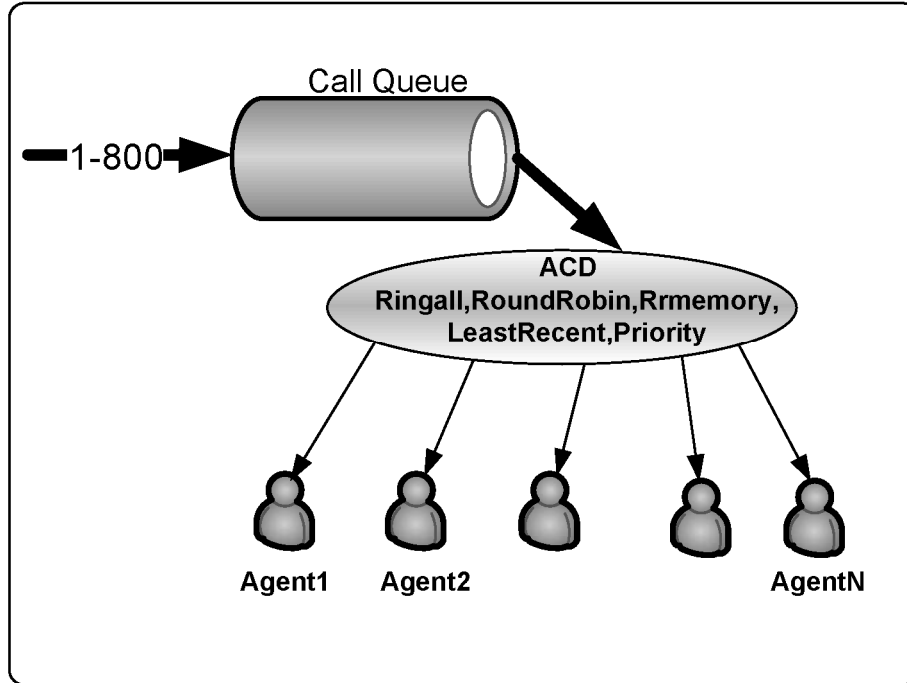 Call Queue
1-800
ACD
Ringall,RoundRobin,Rrmemory,
LeastRecent,Priority
Agent1
Agent2
AgentN